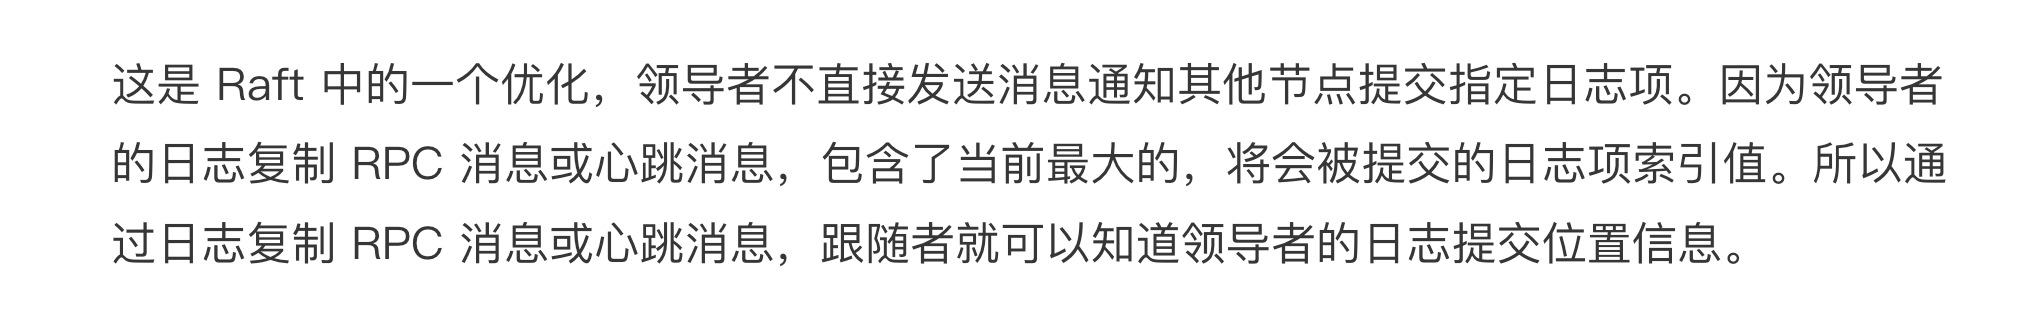 这是 Raft 中的一个优化，领导者不直接发送消息通知其他节点提交指定日志项。因为领导者
的日志复制 RPC 消息或心跳消息，包含了当前最大的，将会被提交的日志项索引值。所以通
过日志复制 RPC 消息或心跳消息，跟随者就可以知道领导者的日志提交位置信息。